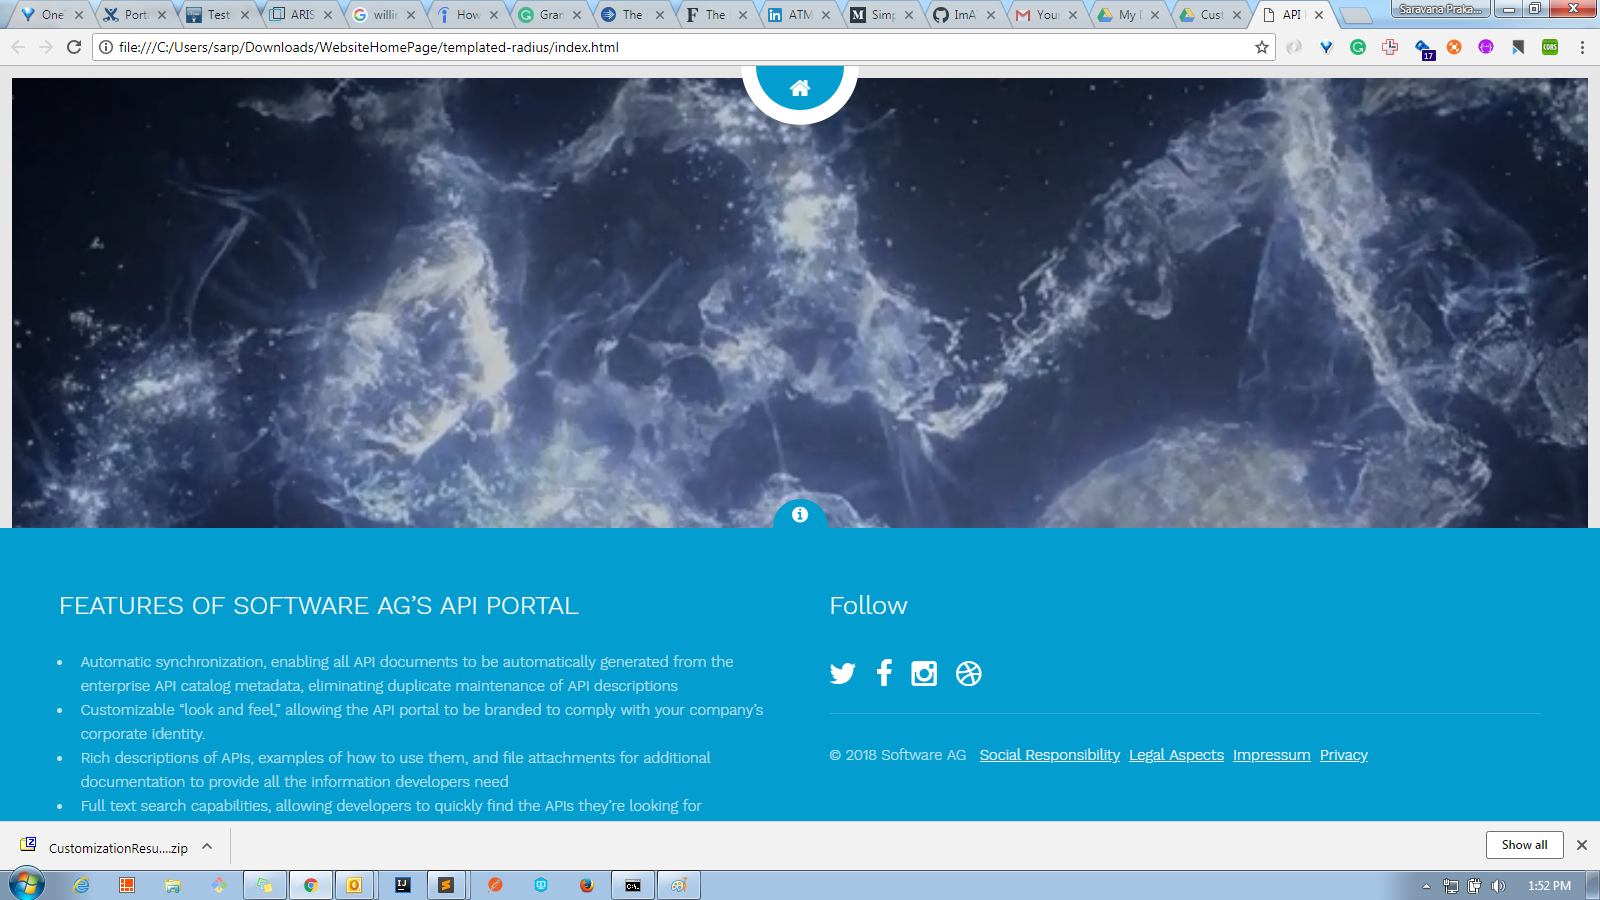 One
Port
Test
ARIS
willin
How
Gran
The
The
ATM
Simp
ImA
Your
My
Cust
API
Saravana Praka...
file:///C:/Users/sarp/Downloads/WebsiteHomePage/templated-radius/index.html
17
CORS
FEATURES OF SOFTWARE AG’S API PORTAL
Automatic synchronization, enabling all API documents to be automatically generated from the
enterprise API catalog metadata, eliminating duplicate maintenance of API descriptions
Customizable “look and feel,” allowing the API portal to be branded to comply with your company’s
corporate identity.
Rich descriptions of APIs, examples of how to use them, and file attachments for additional
documentation to provide all the information developers need
Full text search capabilities, allowing developers to quickly find the APIs they’re looking for
Follow
© 2018 Software AG Social Responsibility Legal Aspects Impressum Privacy
CustomizationResu....zip
Show all
1:52 PM